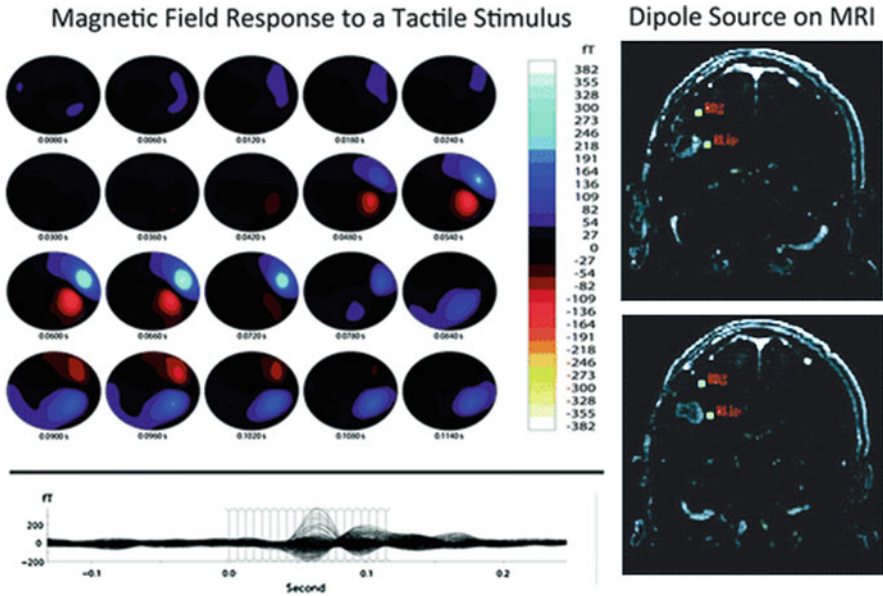 Magnetic Field Response to a Tactile Stimulus
0.0000 s 0.0060 s 0.0120 s 0.0180 s 0.0240 s
0.0300 s 0.0360 s 0.0420 s 0.0480 s 0.0540 s
0.0600 s 0.0660 s 0.0720 s 0.0780 s 0.0840 s
0.0900 s 0.0960 s 0.1020 s 0.1080 s 0.1140 s
fT
382
355
328
300
273
246
218
191
164
136
109
82
54
27
0
-27
-54
-82
-109
-136
-164
-191
-218
-246
-273
-300
-328
-355
-382
fT
200
0
−200
−0.1 0.0 0.1 0.2
Second
Dipole Source on MRI
RLip
RLip